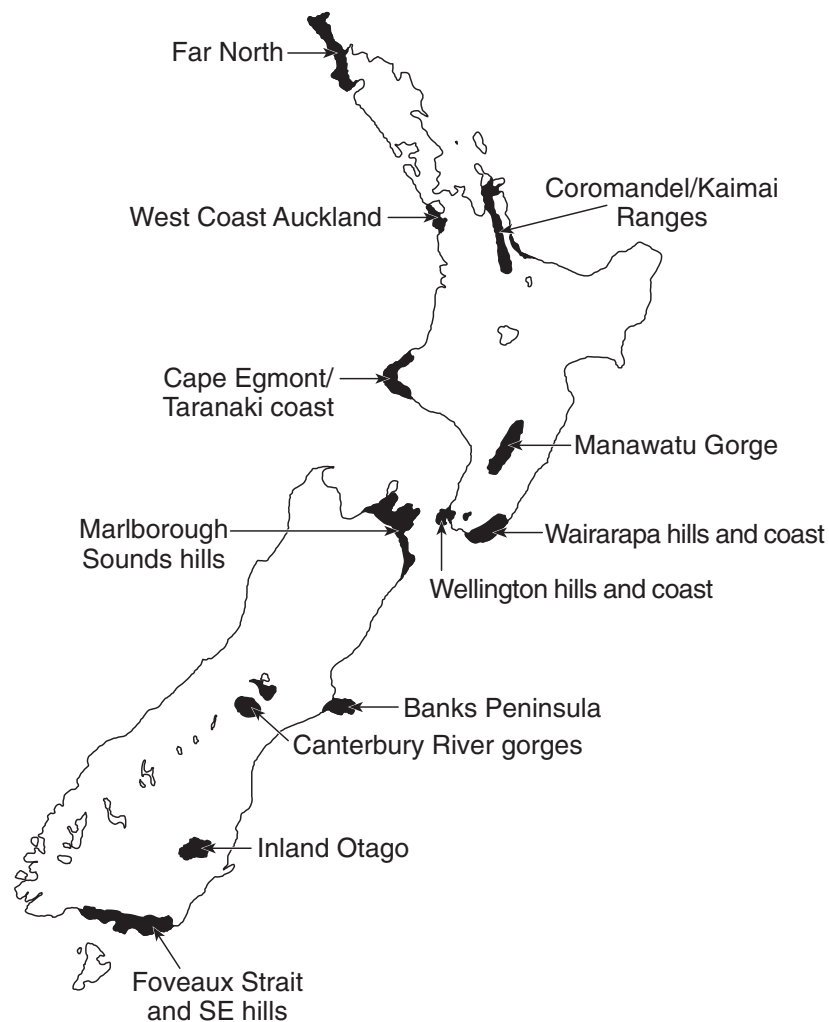 Far North
Coromandel/Kaimai
Ranges
West Coast Auckland
Cape Egmont/
Taranaki coast
Manawatu Gorge
Marlborough
Sounds hills
Wairarapa hills and coast
Wellington hills and coast
Banks Peninsula
Canterbury River gorges
Inland Otago
Foveaux Strait
and SE hills